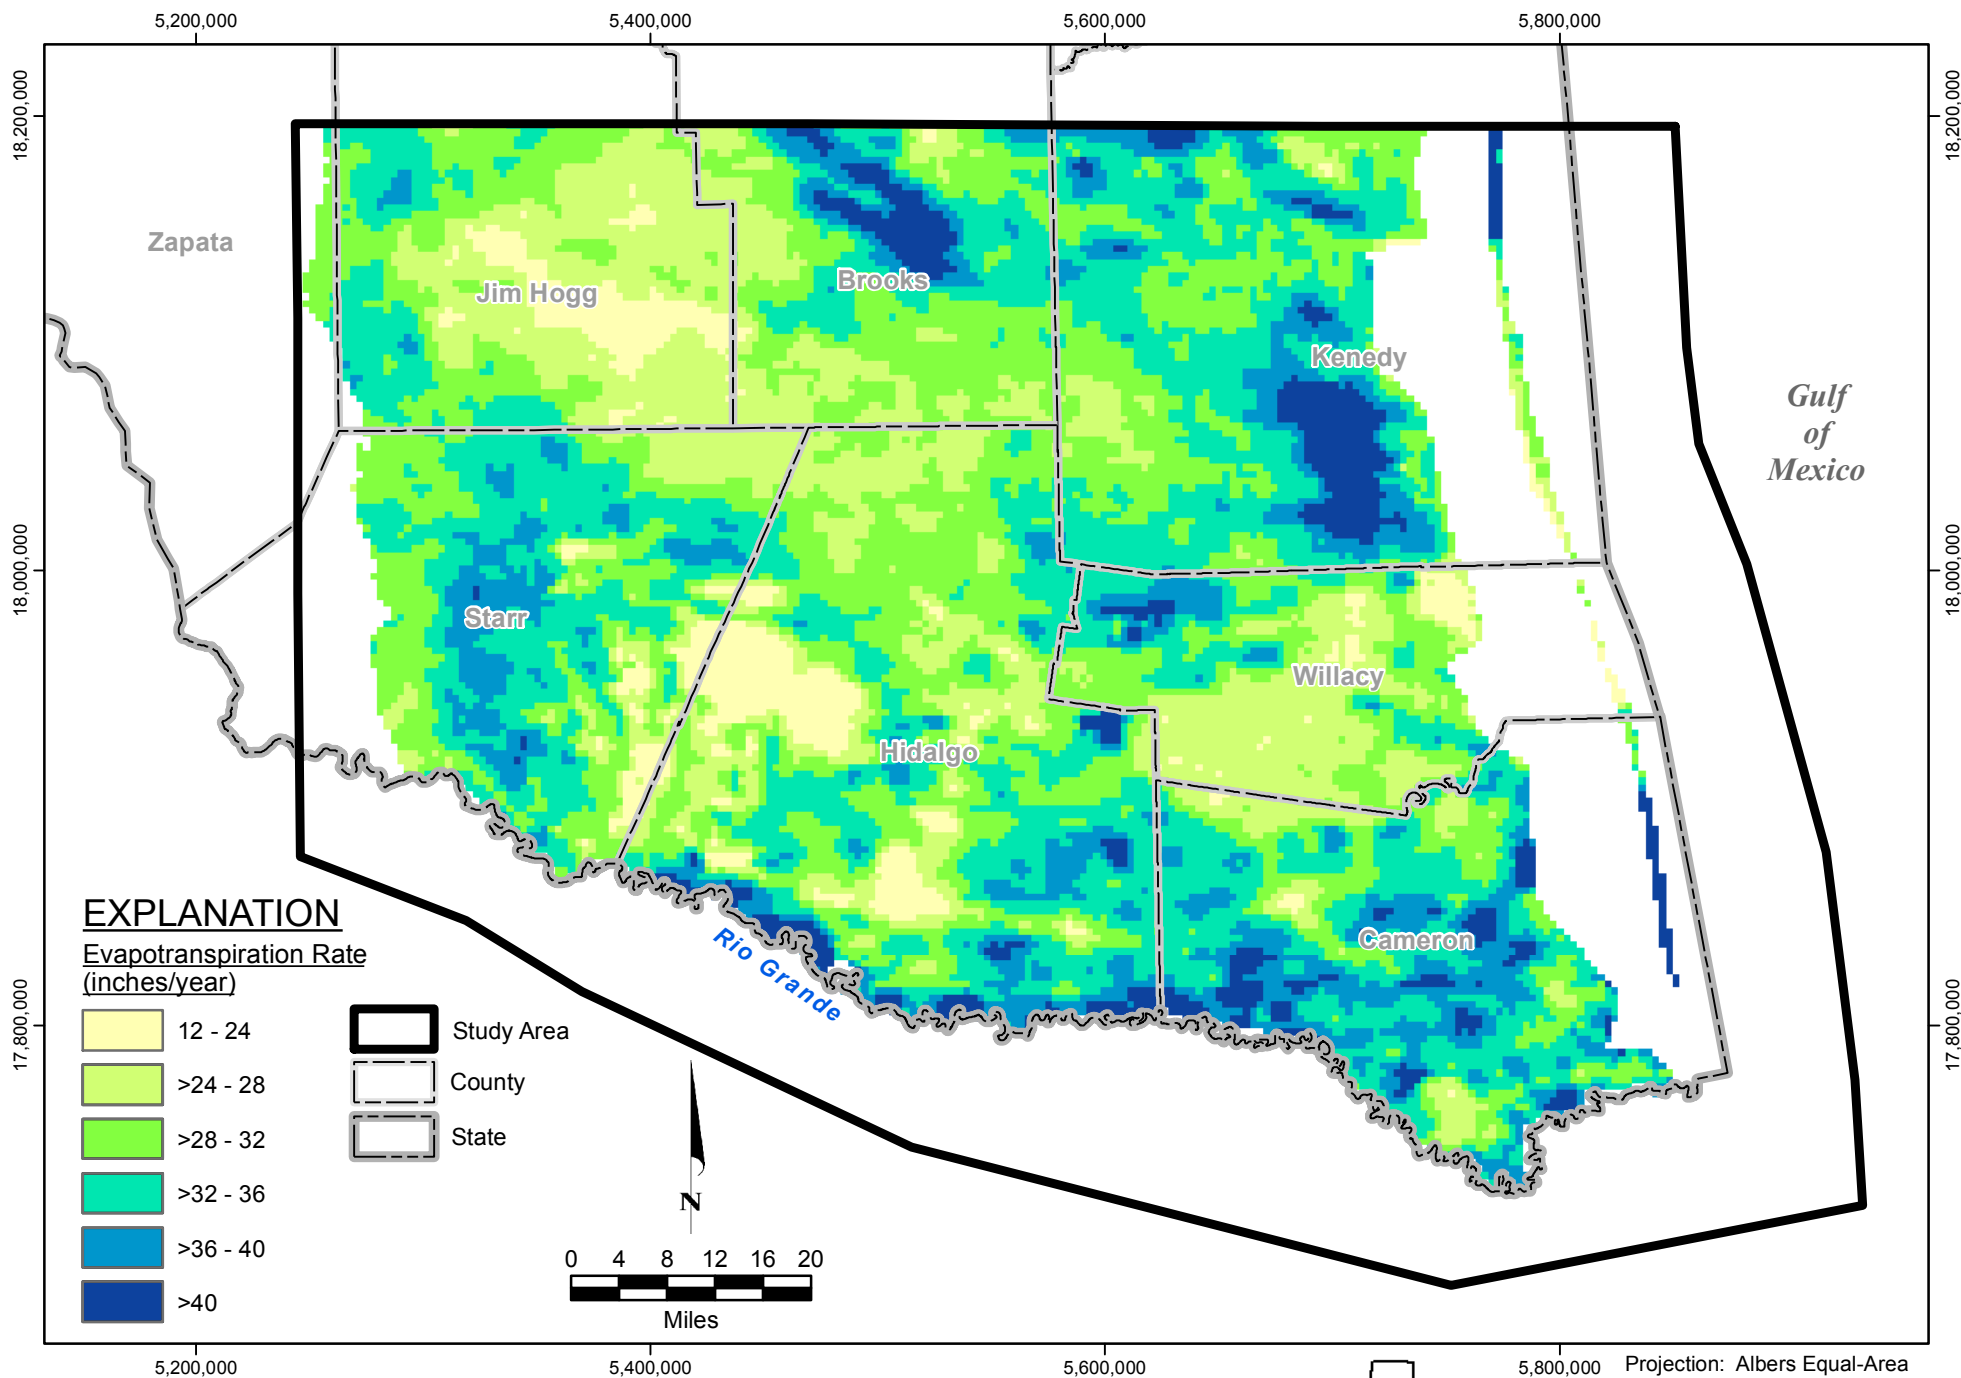 5,200,000
5,400,000
5,600,000
5,800,000
18,200,000
18,200,000
Zapata
Jim Hogg
Brooks
Kenedy
Gulf
of
Mexico
18,000,000
18,000,000
Starr
Willacy
Hidalgo
Cameron
Rio Grande
17,800,000
17,800,000
EXPLANATION
Evapotranspiration Rate
(inches/year)
12 - 24
>24 - 28
>28 - 32
>32 - 36
>36 - 40
>40
Study Area
County
State
N
0 4 8 12 16 20
Miles
5,200,000
5,400,000
5,600,000
5,800,000
Projection: Albers Equal-Area